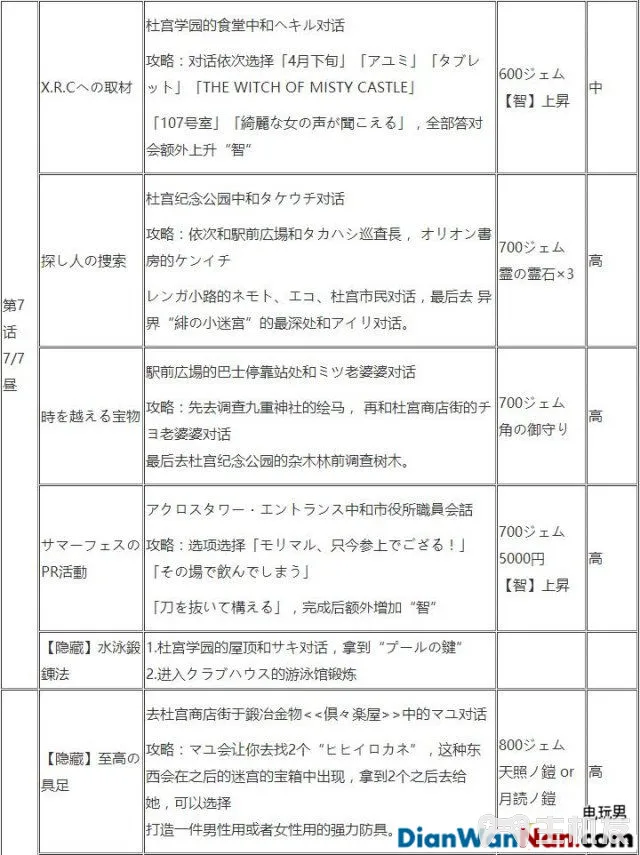 X.R.Cへの取材
杜宫学园的食堂中和ヘキル对话
攻略：对话依次选择「4月下旬」「アユミ」「タブレ
ット」「THE WITCH OF MISTY CASTLE」
「107号室」「綺麗な女の声が聞こえる」，全部答对
会额外上升“智”
600ジェム
【智】上昇
中
第7
话
7/7
昼
探し人の捜索
杜宫纪念公园中和タケウチ对话
攻略：依次和駅前広場和タカハシ巡査長，オリオン書
房的ケンイチ
レンガ小路的ネモト、エコ、杜宫市民对话，最后去 异
界“緋の小迷宫”的最深处和アイリ对话。
700ジェム
霊の霊石×3
高
時を越える宝物
駅前広場的巴士停靠站处和ミツ老婆婆对话
攻略：先去调查九重神社的绘马，再和杜宫商店街的チ
ヨ老婆婆对话
最后去杜宫纪念公园的杂木林前调查树木。
700ジェム
角の御守り
高
サマーフェスの
PR活動
アクロスタワー・エントランス中和市役所職員会話
攻略：选项选择「モリマル、只今参上でござる！」
「その場で飲んでしまう」
「刀を抜いて構える」，完成后额外增加“智”
700ジェム
5000円
【智】上昇
高
【隐藏】水泳鍛
錬法
1.杜宫学园的屋顶和サキ对话，拿到“プールの鍵”
2.进入クラブハウス的游泳馆锻炼
【隐藏】至高の
具足
去杜宫商店街于鍛冶金物<<倶々楽屋>>中的マユ对话
攻略：マユ会让你去找2个“ヒヒイロカネ”，这种东
西会在之后的迷宫的宝箱中出现，拿到2个之后去给
她，可以选择
打造一件男性用或者女性用的强力防具。
800ジェム
天照ノ鎧 or
月読ノ鎧
高
电玩男
DianWanNan.com